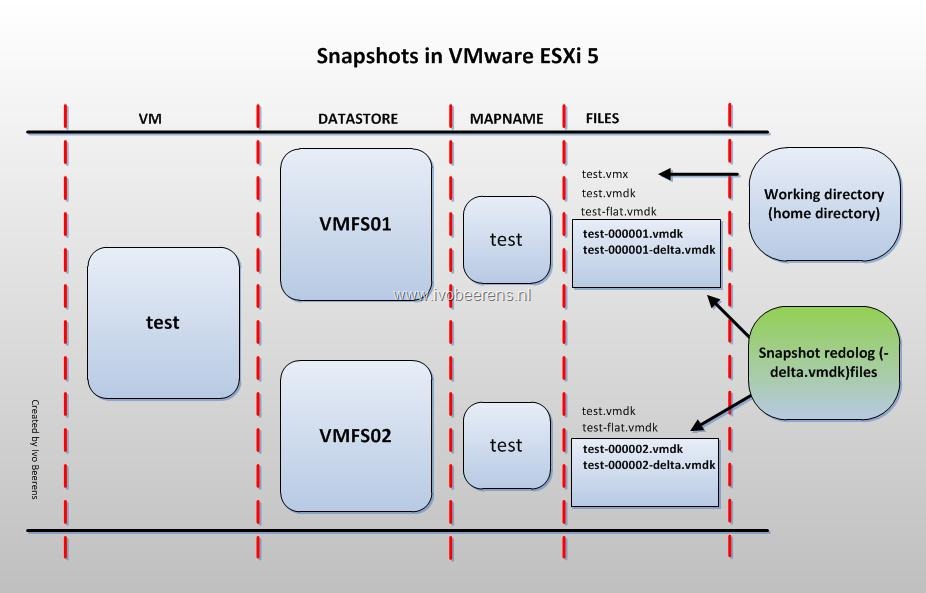 Snapshots in VMware ESXi 5
VM
DATASTORE
MAPNAME
FILES
test
VMFS01
test
test.vmx
test.vmdk
test-flat.vmdk
test-000001.vmdk
test-000001-delta.vmdk
Working directory
(home directory)
www.ivobeerens.nl
VMFS02
test
test.vmdk
test-flat.vmdk
test-000002.vmdk
test-000002-delta.vmdk
Snapshot redolog (-
delta.vmdk)files
Created by Ivo Beerens